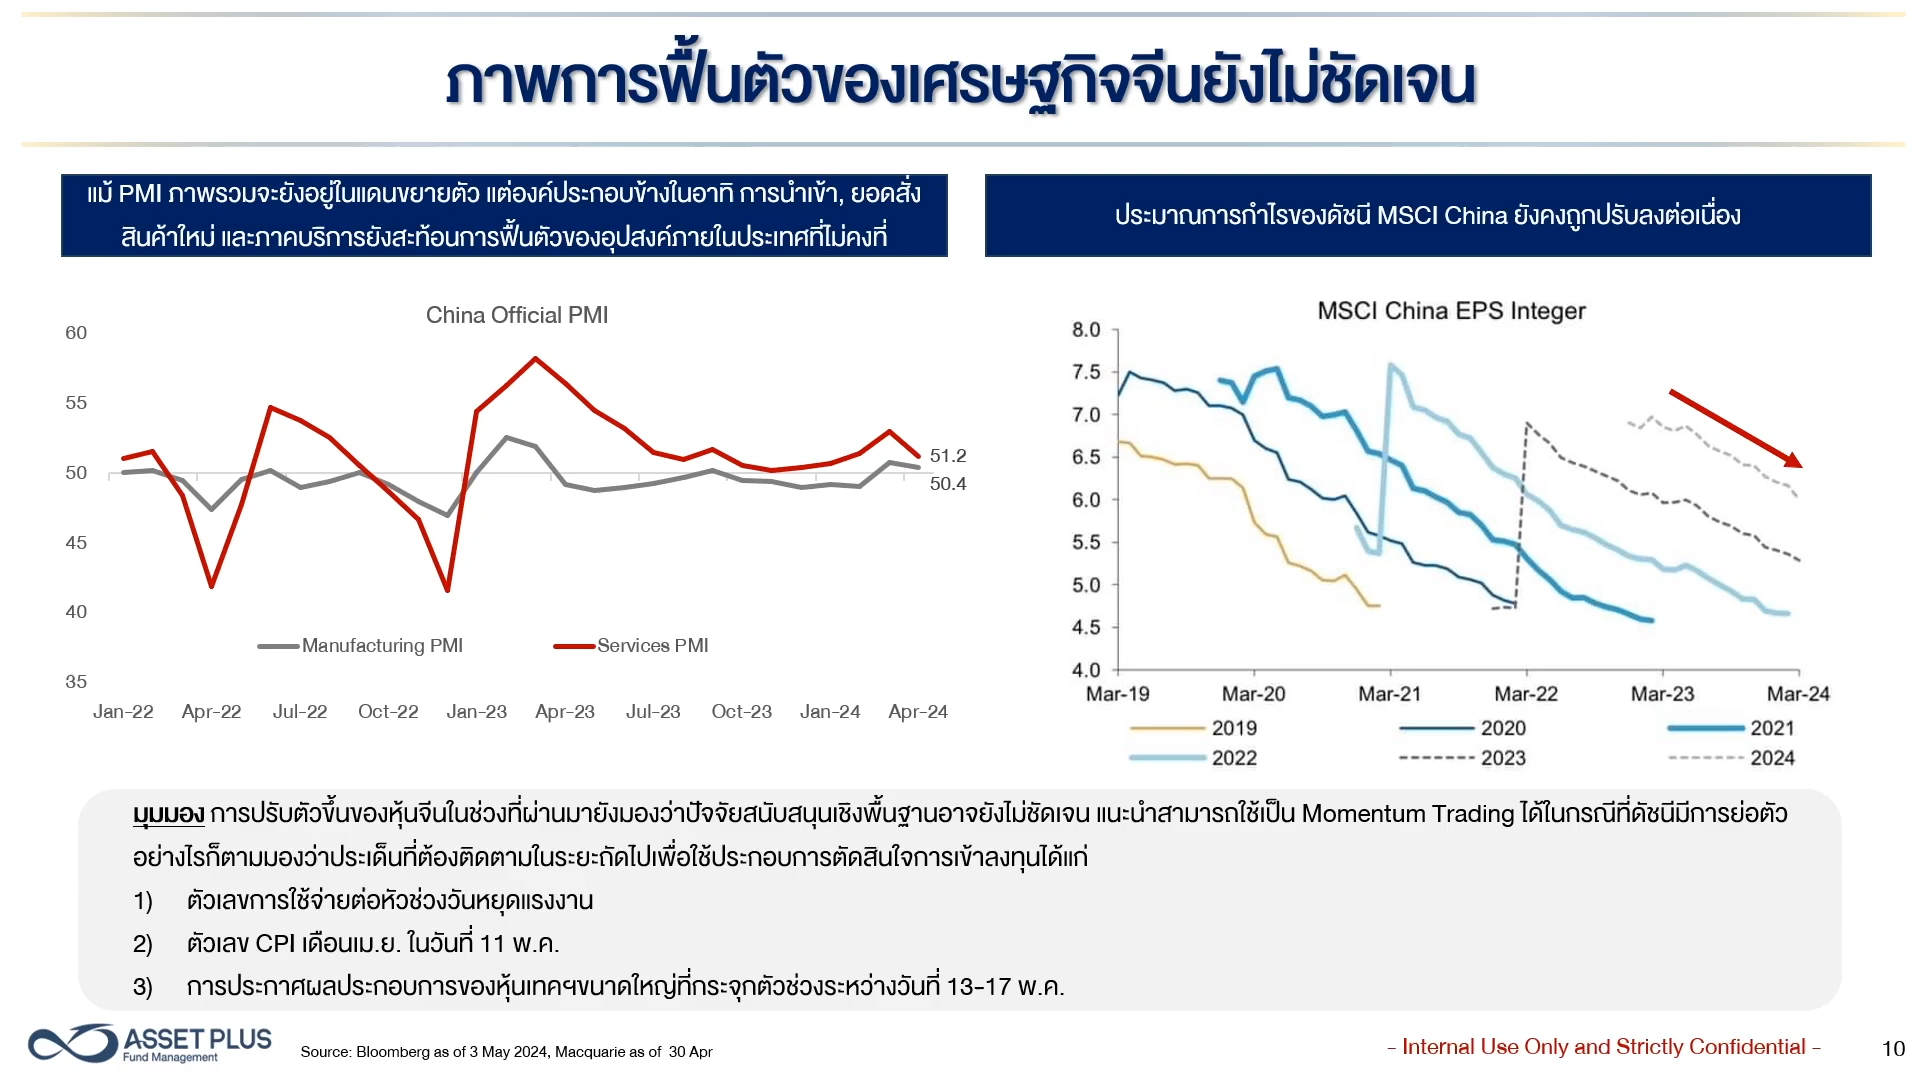 ภาพการฟื้นตัวของเศรษฐกิจจีนยังไม่ชัดเจน
แม้ PMI ภาพรวมจะยังอยู่ในแดนขยายตัว แต่องค์ประกอบข้างในอาทิ การนำเข้า, ยอดสั่ง
สินค้าใหม่ และภาคบริการยังสะท้อนการฟื้นตัวของอุปสงค์ภายในประเทศที่ไม่คงที่
China Official PMI
60
55
50
45
40
35
51.2
50.4
Manufacturing PMI Services PMI
Jan-22 Apr-22 Jul-22 Oct-22 Jan-23 Apr-23 Jul-23 Oct-23 Jan-24 Apr-24
ประมาณการกำไรของดัชนี MSCI China ยังคงถูกปรับลงต่อเนื่อง
MSCI China EPS Integer
8.0
7.5
7.0
6.5
6.0
5.5
5.0
4.5
4.0
Mar-19 Mar-20 Mar-21 Mar-22 Mar-23 Mar-24
2019 2020 2021
2022 2023 2024
มุมมอง การปรับตัวขึ้นของหุ้นจีนในช่วงที่ผ่านมายังมองว่าปัจจัยสนับสนุนเชิงพื้นฐานอาจยังไม่ชัดเจน แนะนำสามารถใช้เป็น Momentum Trading ได้ในกรณีที่ดัชนีมีการย่อตัว
อย่างไรก็ตามมองว่าประเด็นที่ต้องติดตามในระยะถัดไปเพื่อใช้ประกอบการตัดสินใจการเข้าลงทุนได้แก่
1) ตัวเลขการใช้จ่ายต่อหัวช่วงวันหยุดแรงงาน
2) ตัวเลข CPI เดือนเม.ย. ในวันที่ 11 พ.ค.
3) การประกาศผลประกอบการของหุ้นเทคฯขนาดใหญ่ที่กระจุกตัวช่วงระหว่างวันที่ 13-17 พ.ค.
ASSET PLUS
Fund Management
Source: Bloomberg as of 3 May 2024, Macquarie as of 30 Apr
- Internal Use Only and Strictly Confidential -
10